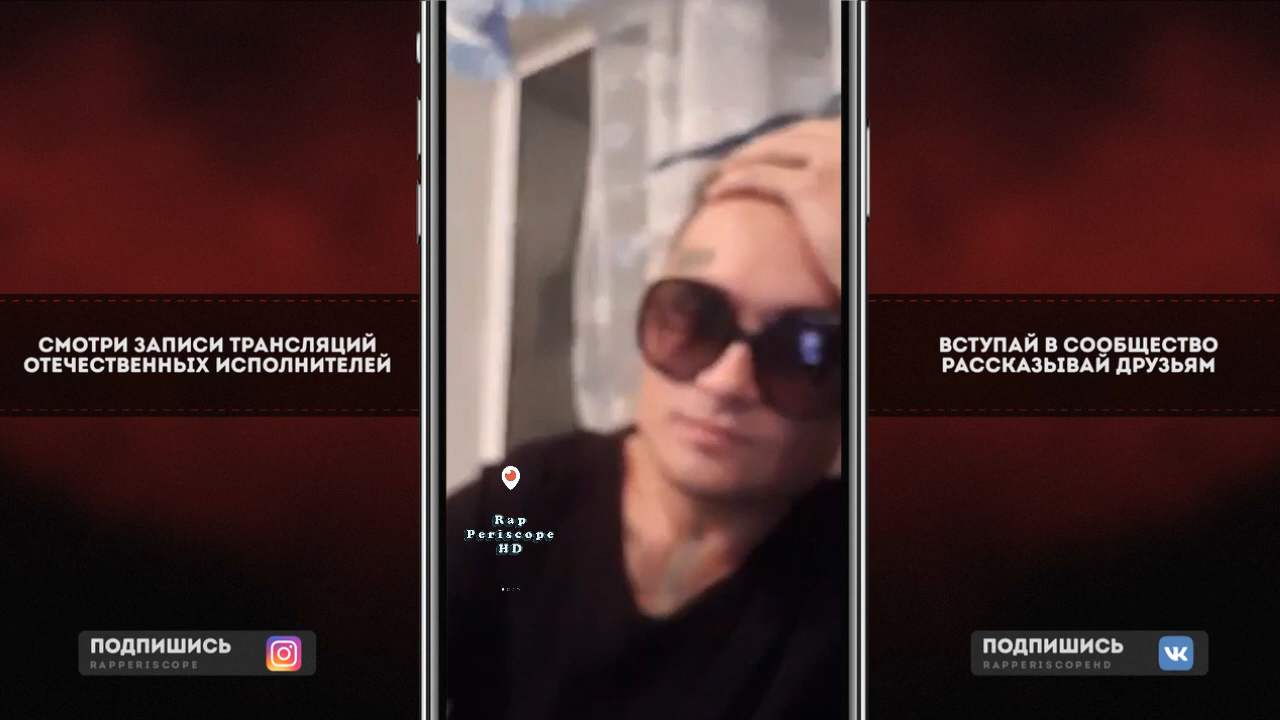 СМОТРИ ЗАПИСИ ТРАНСЛЯЦИЙ
ОТЕЧЕСТВЕННЫХ ИСПОЛНИТЕЛЕЙ
ВСТУПАЙ В СООБЩЕСТВО
РАССКАЗЫВАЙ ДРУЗЬЯМ
Rap
Periscope
HD
ПОДПИШИСЬ
RAPPERISCOPE
ПОДПИШИСЬ
RAPPERISCOPEHD